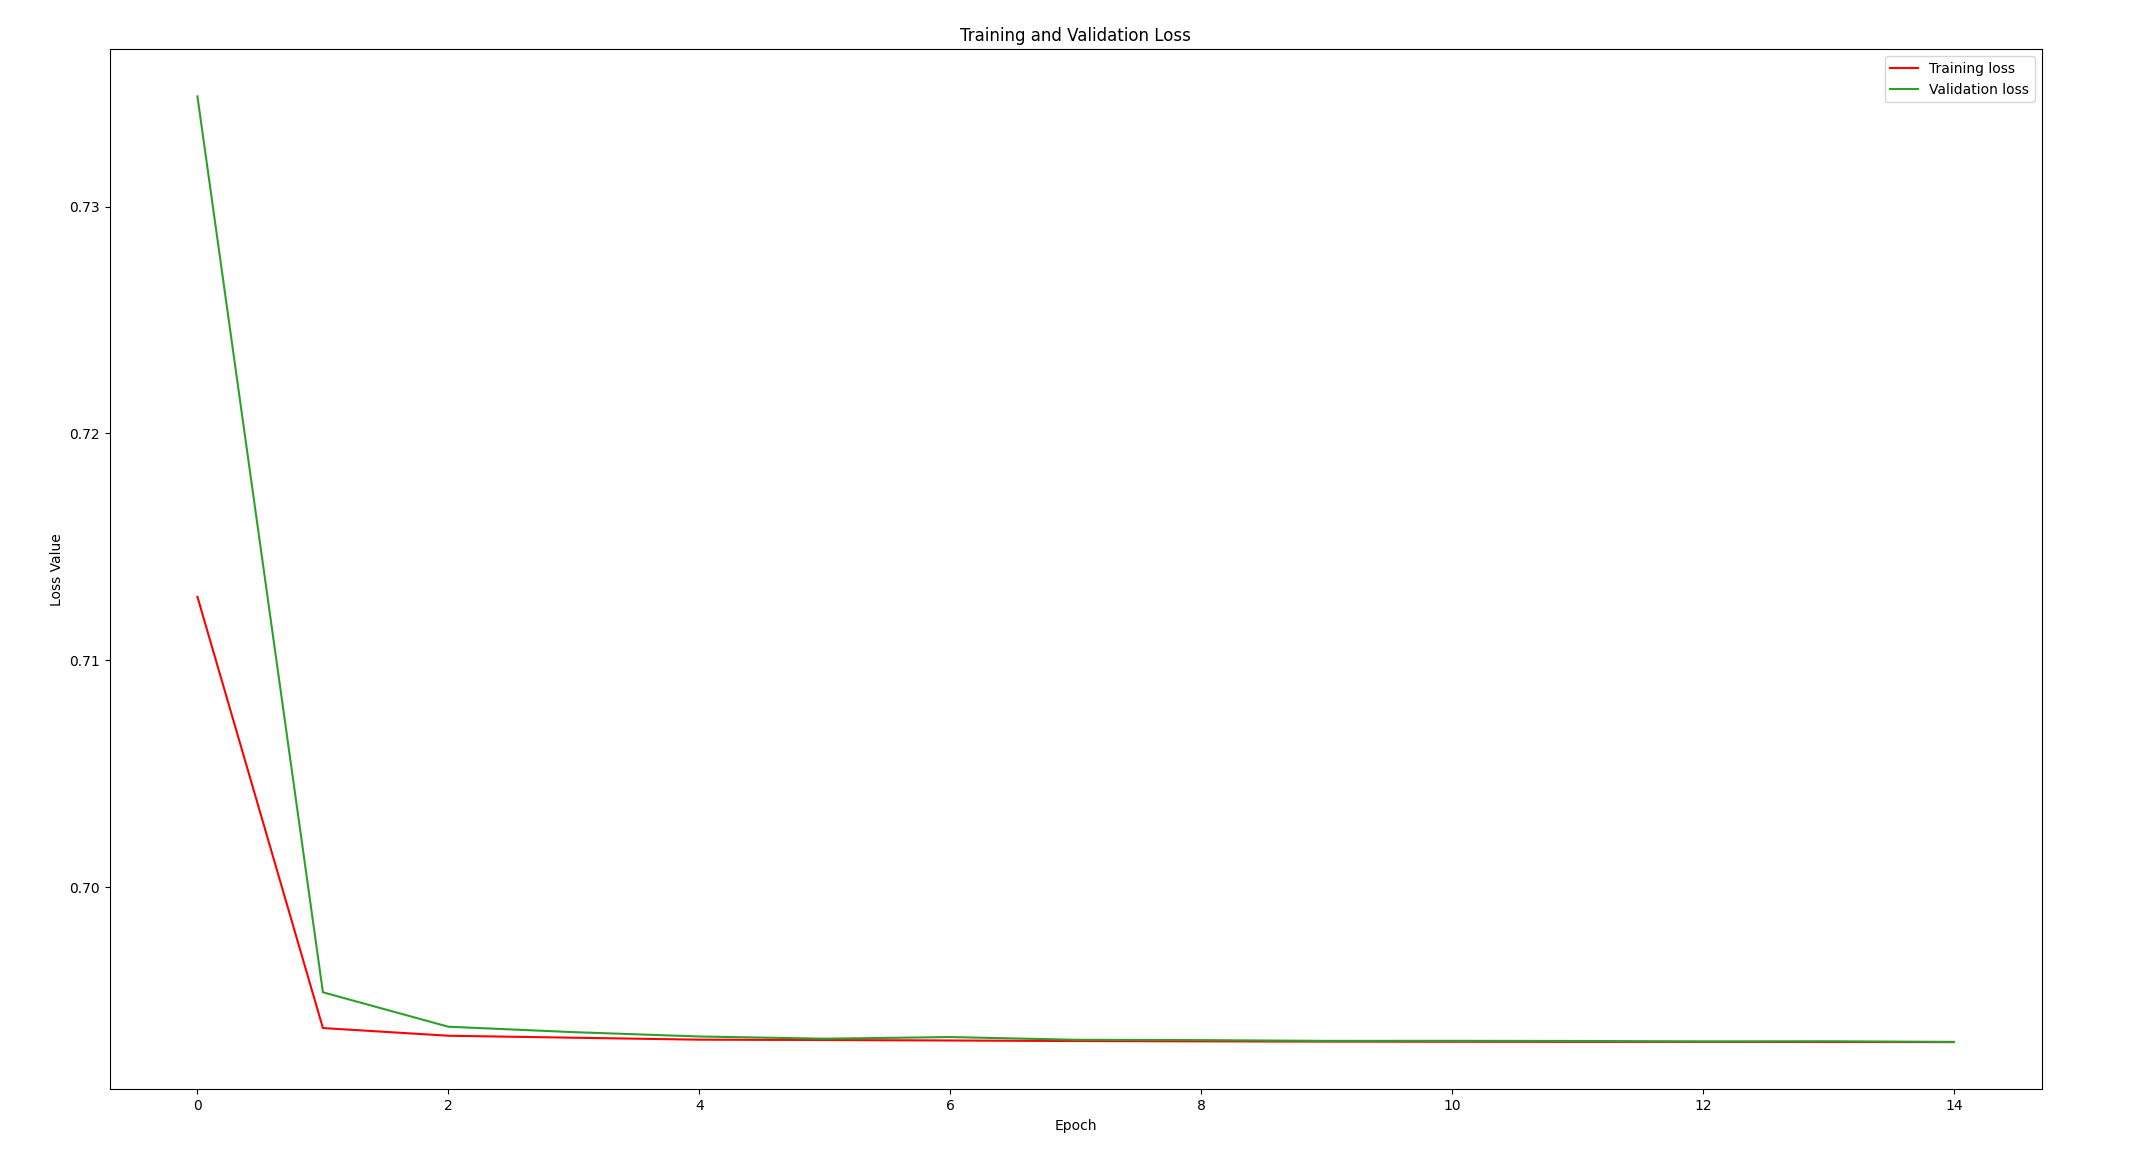 Training and Validation Loss
Training loss
Validation loss
0.73
0.72
0.71
0.70
Loss Value
0 2 4 6 8 10 12 14
Epoch